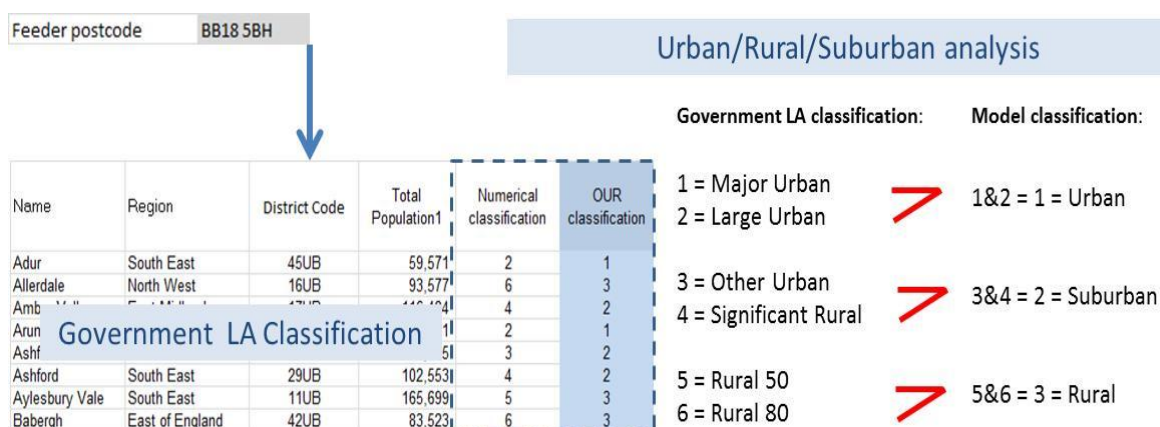 Feeder postcode BB18 5BH
Urban/Rural/Suburban analysis
Government LA classification: Model classification:
1 = Major Urban
2 = Large Urban
1&2 = 1 = Urban
3 = Other Urban
4 = Significant Rural
3&4 = 2 = Suburban
5 = Rural 50
6 = Rural 80
5&6 = 3 = Rural
Name Region District Code Total Population1 Numerical classification OUR classification
Adur South East 45UB 59,571 2 1
Allerdale North West 16UB 93,577 6 3
4 2
2 1
3 2
Government LA Classification
Ashford South East 29UB 102,553 4 2
Aylesbury Vale South East 11UB 165,699 5 3
Babergh East of England 42UB 83,523 6 3